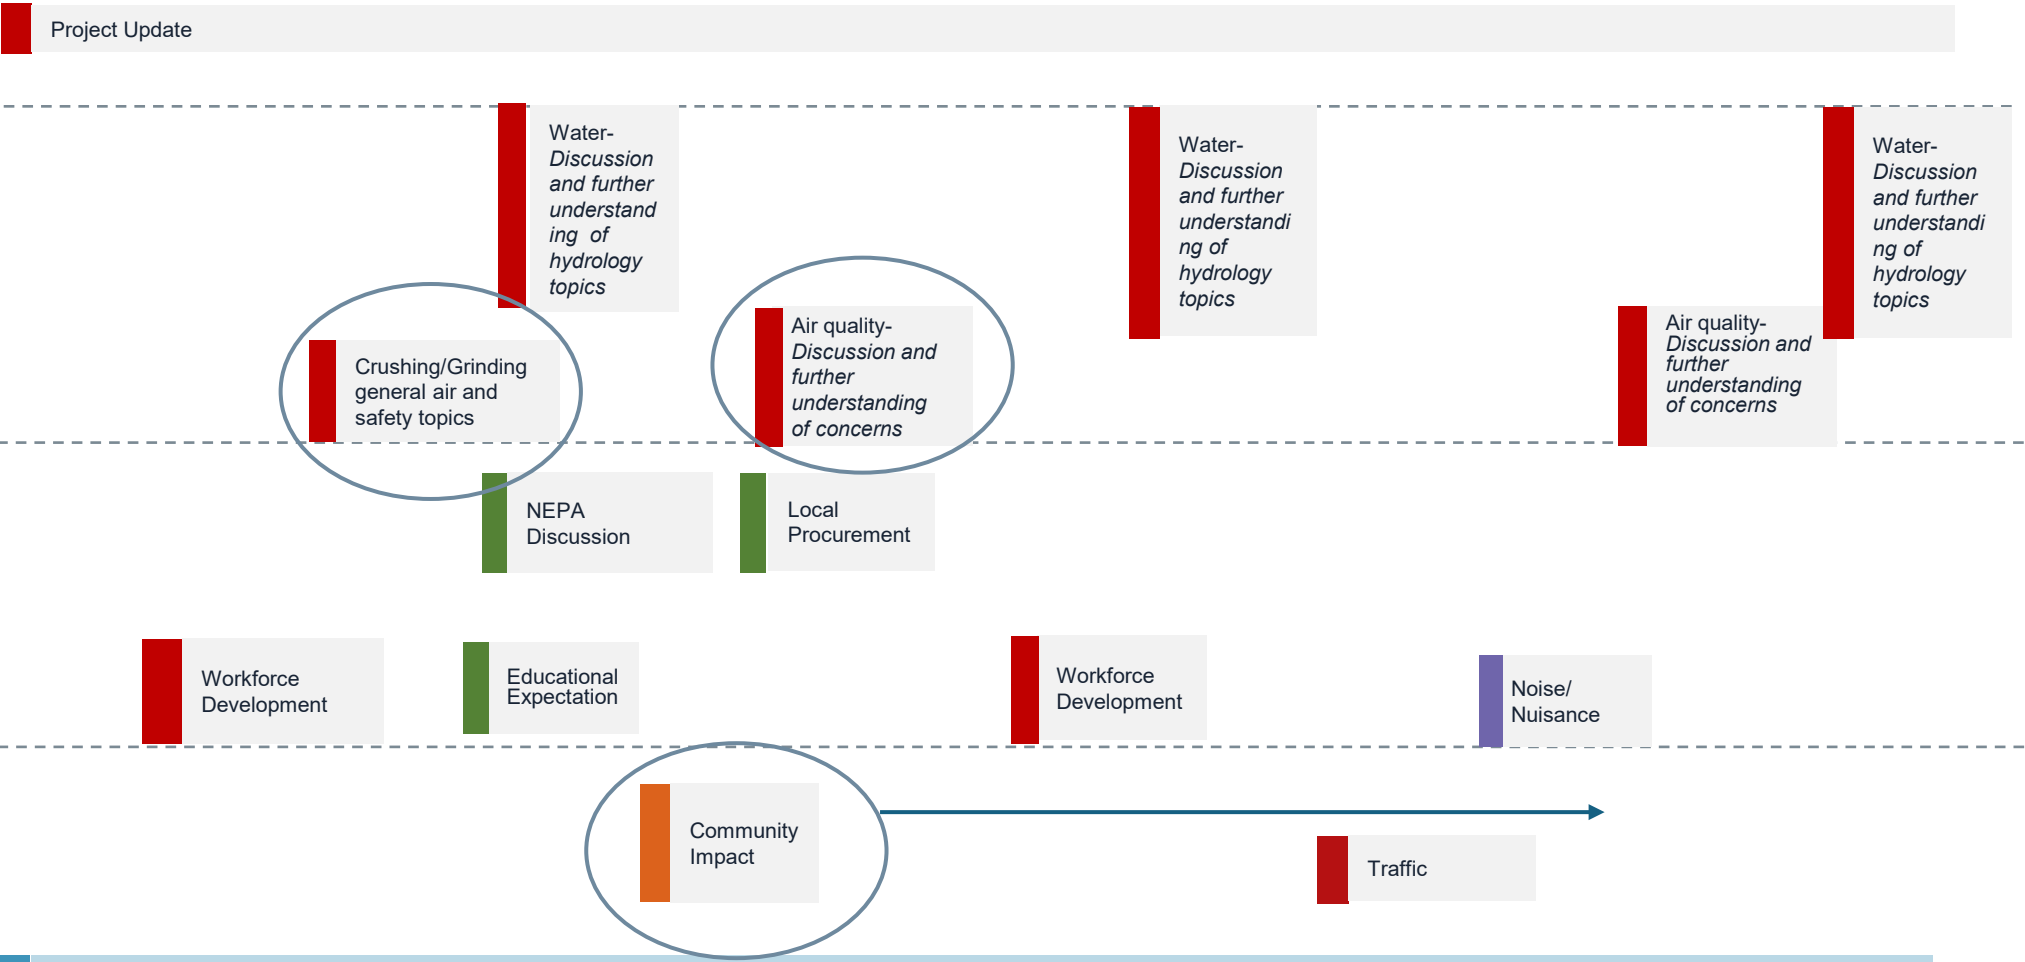 Project Update
Water-
Discussion
and further
understand
ing of
hydrology
topics
Water-
Discussion
and further
understandi
ng of
hydrology
topics
Water-
Discussion
and further
understandi
ng of
hydrology
topics
Crushing/Grinding
general air and
safety topics
Air quality-
Discussion and
further
understanding
of concerns
Air quality-
Discussion and
further
understanding
of concerns
NEPA
Discussion
Local
Procurement
Workforce
Development
Educational
Expectation
Workforce
Development
Noise/
Nuisance
Community
Impact
Traffic